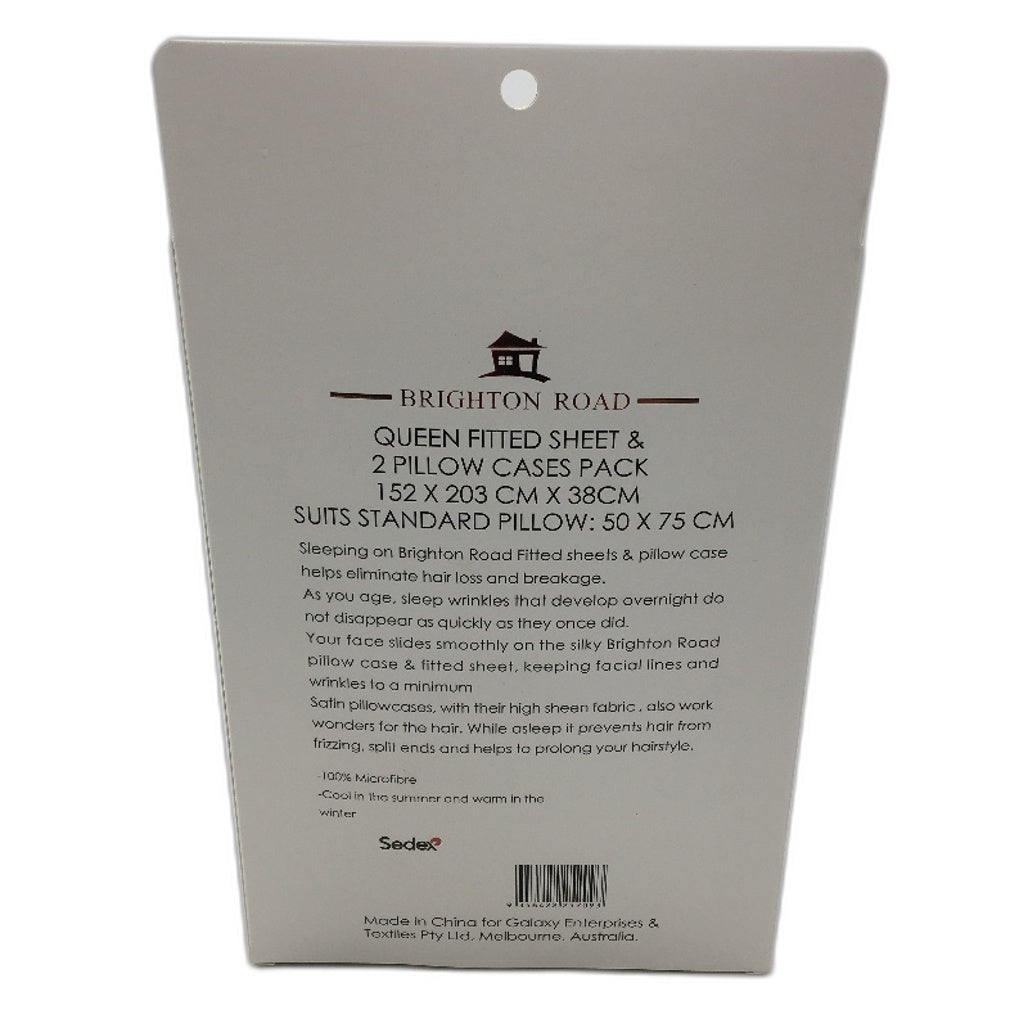 BRIGHTON ROAD
QUEEN FITTED SHEET &
2 PILLOW CASES PACK
152 X 203 CM X 38CM
SUITS STANDARD PILLOW: 50 X 75 CM
Sleeping on Brighton Road Fitted sheets & pillow case
helps eliminate hair loss and breakage.
As you age, sleep wrinkles that develop overnight do
not disappear as quickly as they once did.
Your face slides smoothly on the silky Brighton Road
pillow case & fitted sheet, keeping facial lines and
wrinkles to a minimum
Satin pillowcases, with their high sheen fabric , also work
wonders for the hair. While asleep it prevents hair from
frizzing, split ends and helps to prolong your hairstyle.
-100% Microfibre
-Cool in the summer and warm in the
winter
Sedex
Made in China for Galaxy Enterprises &
Textiles Pty Ltd, Melbourne, Australia.